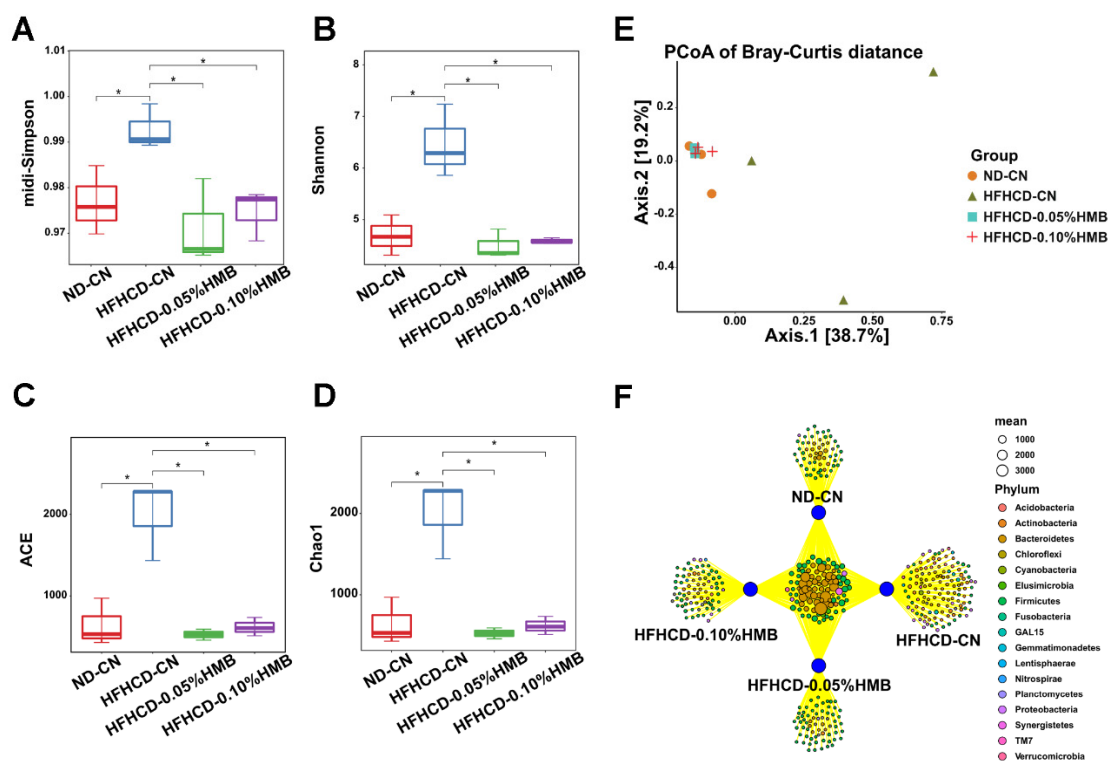 A
midi-Simpson
1.01
1.00
0.99
0.98
0.97
*
*
*
ND-CN
HFHCD-CN
HFHCD-0.05%HMB
HFHCD-0.10%HMB
B
Shannon
8
7
6
5
*
*
*
ND-CN
HFHCD-CN
HFHCD-0.05%HMB
HFHCD-0.10%HMB
E
PCoA of Bray-Curtis diatance
Axis.2 [19.2%]
0.2
0.0
-0.2
-0.4
0.00
0.25
0.50
0.75
Axis.1 [38.7%]
Group
ND-CN
HFHCD-CN
HFHCD-0.05%HMB
HFHCD-0.10%HMB
C
ACE
2000
1000
*
*
*
ND-CN
HFHCD-CN
HFHCD-0.05%HMB
HFHCD-0.10%HMB
D
Chao1
2000
1000
*
*
*
ND-CN
HFHCD-CN
HFHCD-0.05%HMB
HFHCD-0.10%HMB
F
ND-CN
HFHCD-0.10%HMB
HFHCD-CN
HFHCD-0.05%HMB
mean
1000
2000
3000
Phylum
Acidobacteria
Actinobacteria
Bacteroidetes
Chloroflexi
Cyanobacteria
Elusimicrobia
Firmicutes
Fusobacteria
GAL15
Gemmatimonadetes
Lentisphaerae
Nitrospirae
Planctomycetes
Proteobacteria
Synergistetes
TM7
Verrucomicrobia